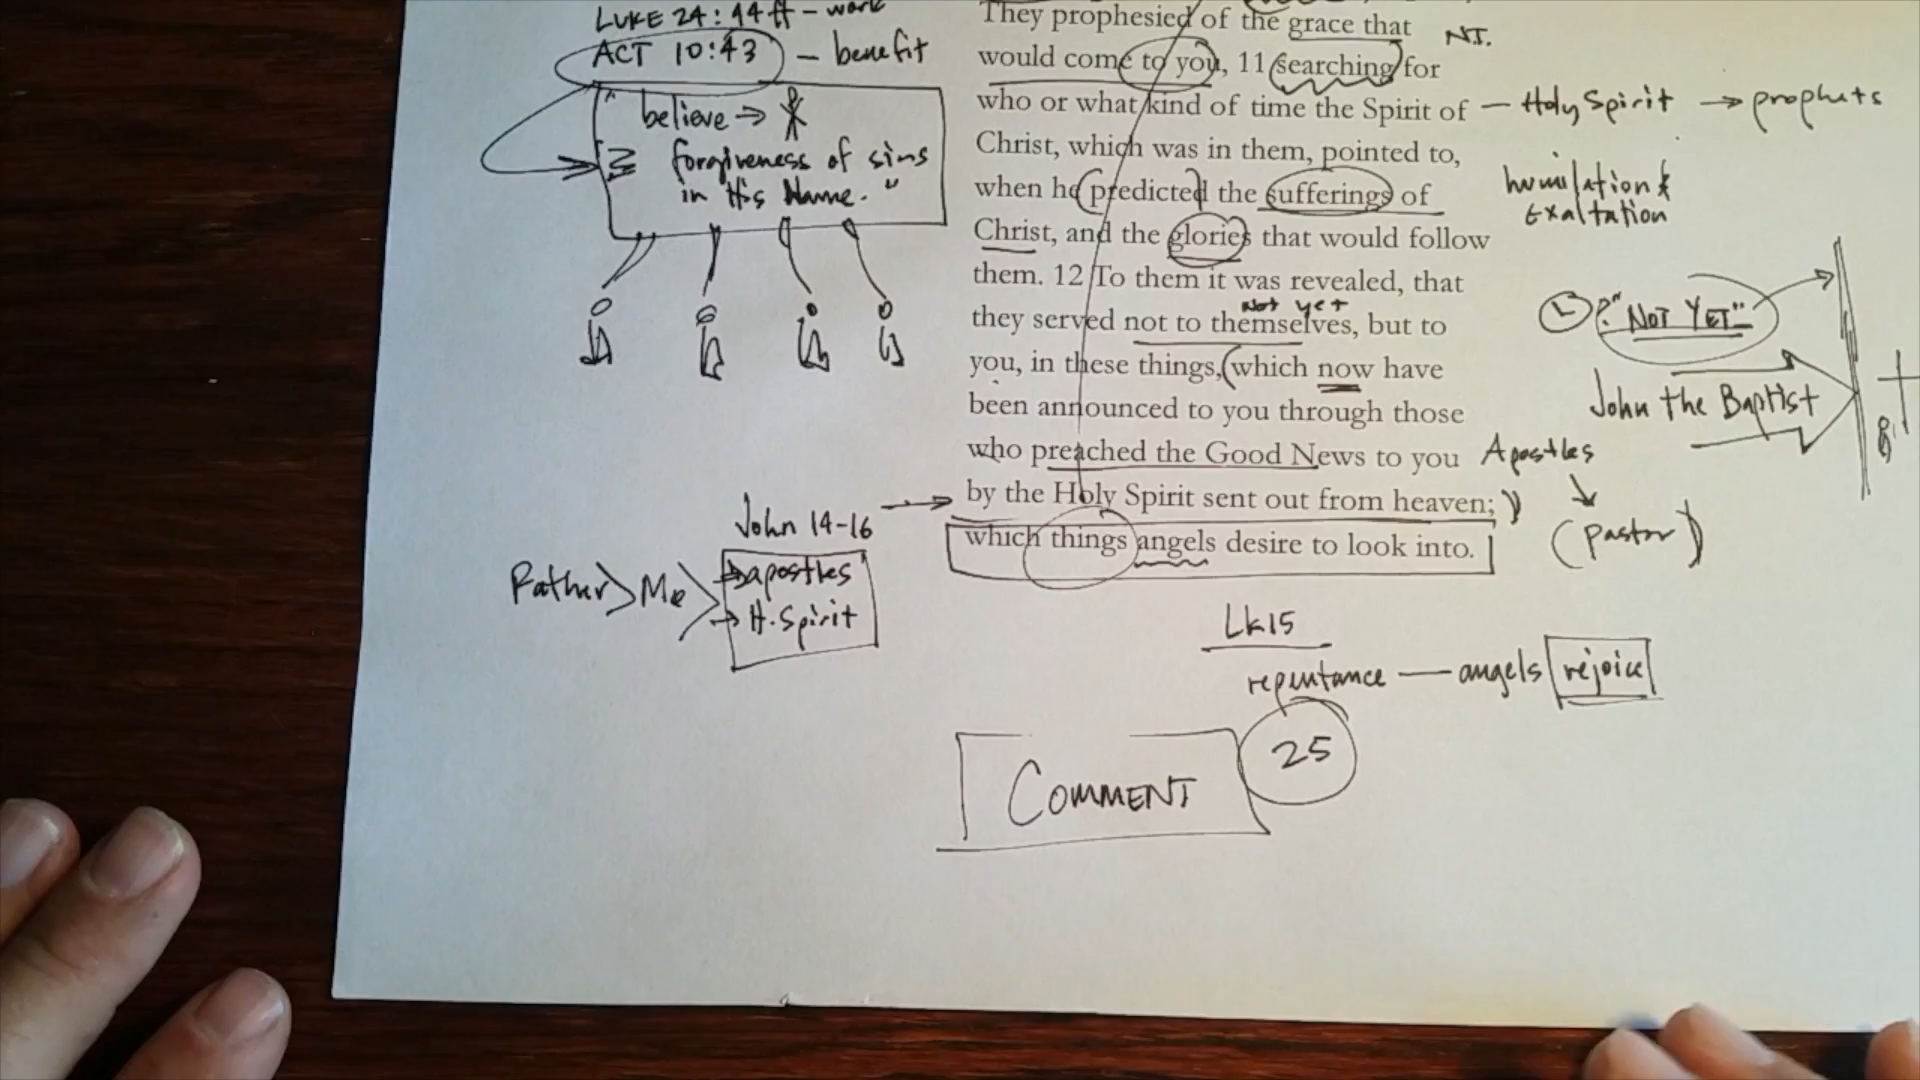 LUKE 24:44ff - work
ACT 10:43 - benefit
"believe →
forgiveness of sins
in His Name."
They prophesied of the grace that
NT.
would come to you, 11 searching for
who or what kind of time the Spirit of
- Holy Spirit → prophets
Christ, which was in them, pointed to,
when he predicted the sufferings of
humiliation &
Exaltation
Christ, and the glories that would follow
them. 12 To them it was revealed, that
not yet
they served not to themselves, but to
"NOT YET"
you, in these things, (which now have
John the Baptist
been announced to you through those
who preached the Good News to you
Apostles
by the Holy Spirit sent out from heaven;)
(Pastor)
which things angels desire to look into.
John 14-16 →
Father > Me >
→ apostles
→ H. Spirit
Lk 15
repentance — angels rejoice
COMMENT
25